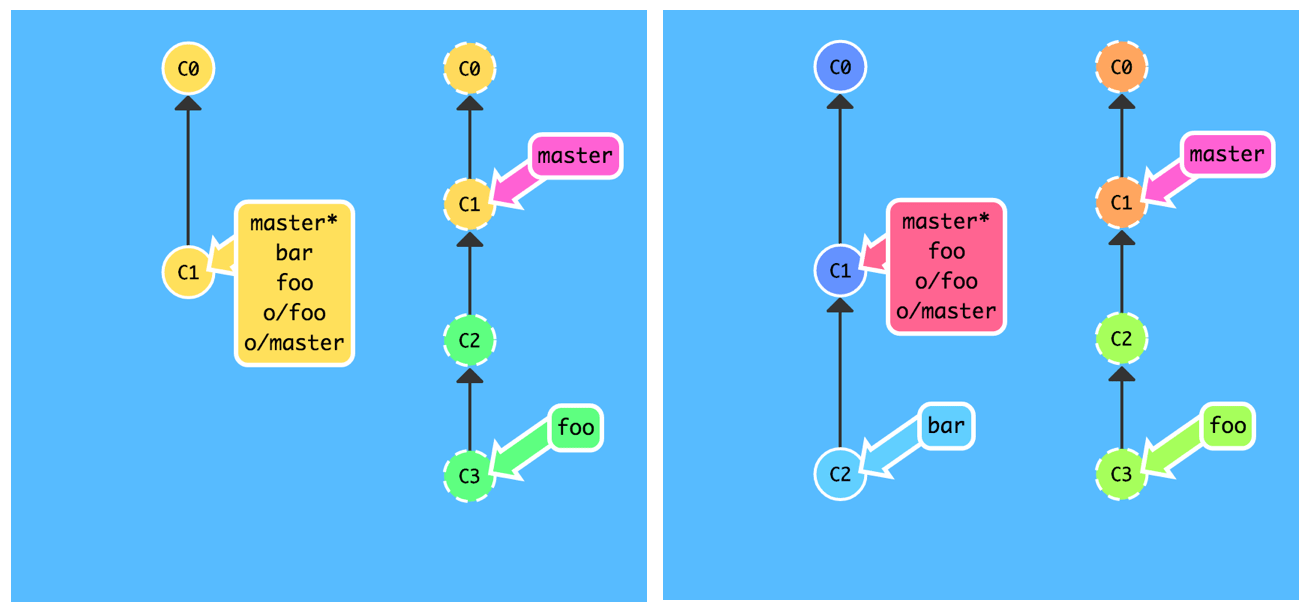 C0
C0
master
C1
master*
bar
foo
o/foo
o/master
C1
C2
foo
C3
C0
C0
master
C1
master*
foo
o/foo
o/master
C1
C2
bar
foo
C2
C3